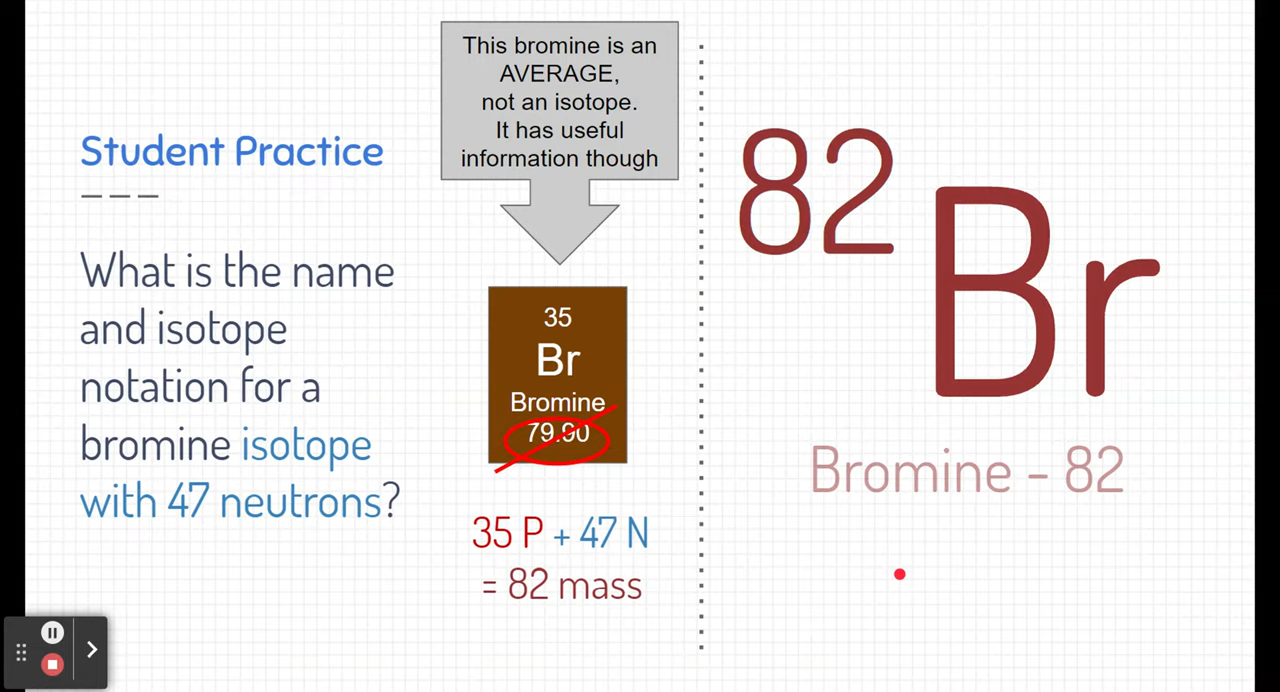 Student Practice
What is the name
and isotope
notation for a
bromine isotope
with 47 neutrons?
This bromine is an
AVERAGE,
not an isotope.
It has useful
information though
35
Br
Bromine
79.90
35 P + 47 N
= 82 mass
82
Br
Bromine - 82